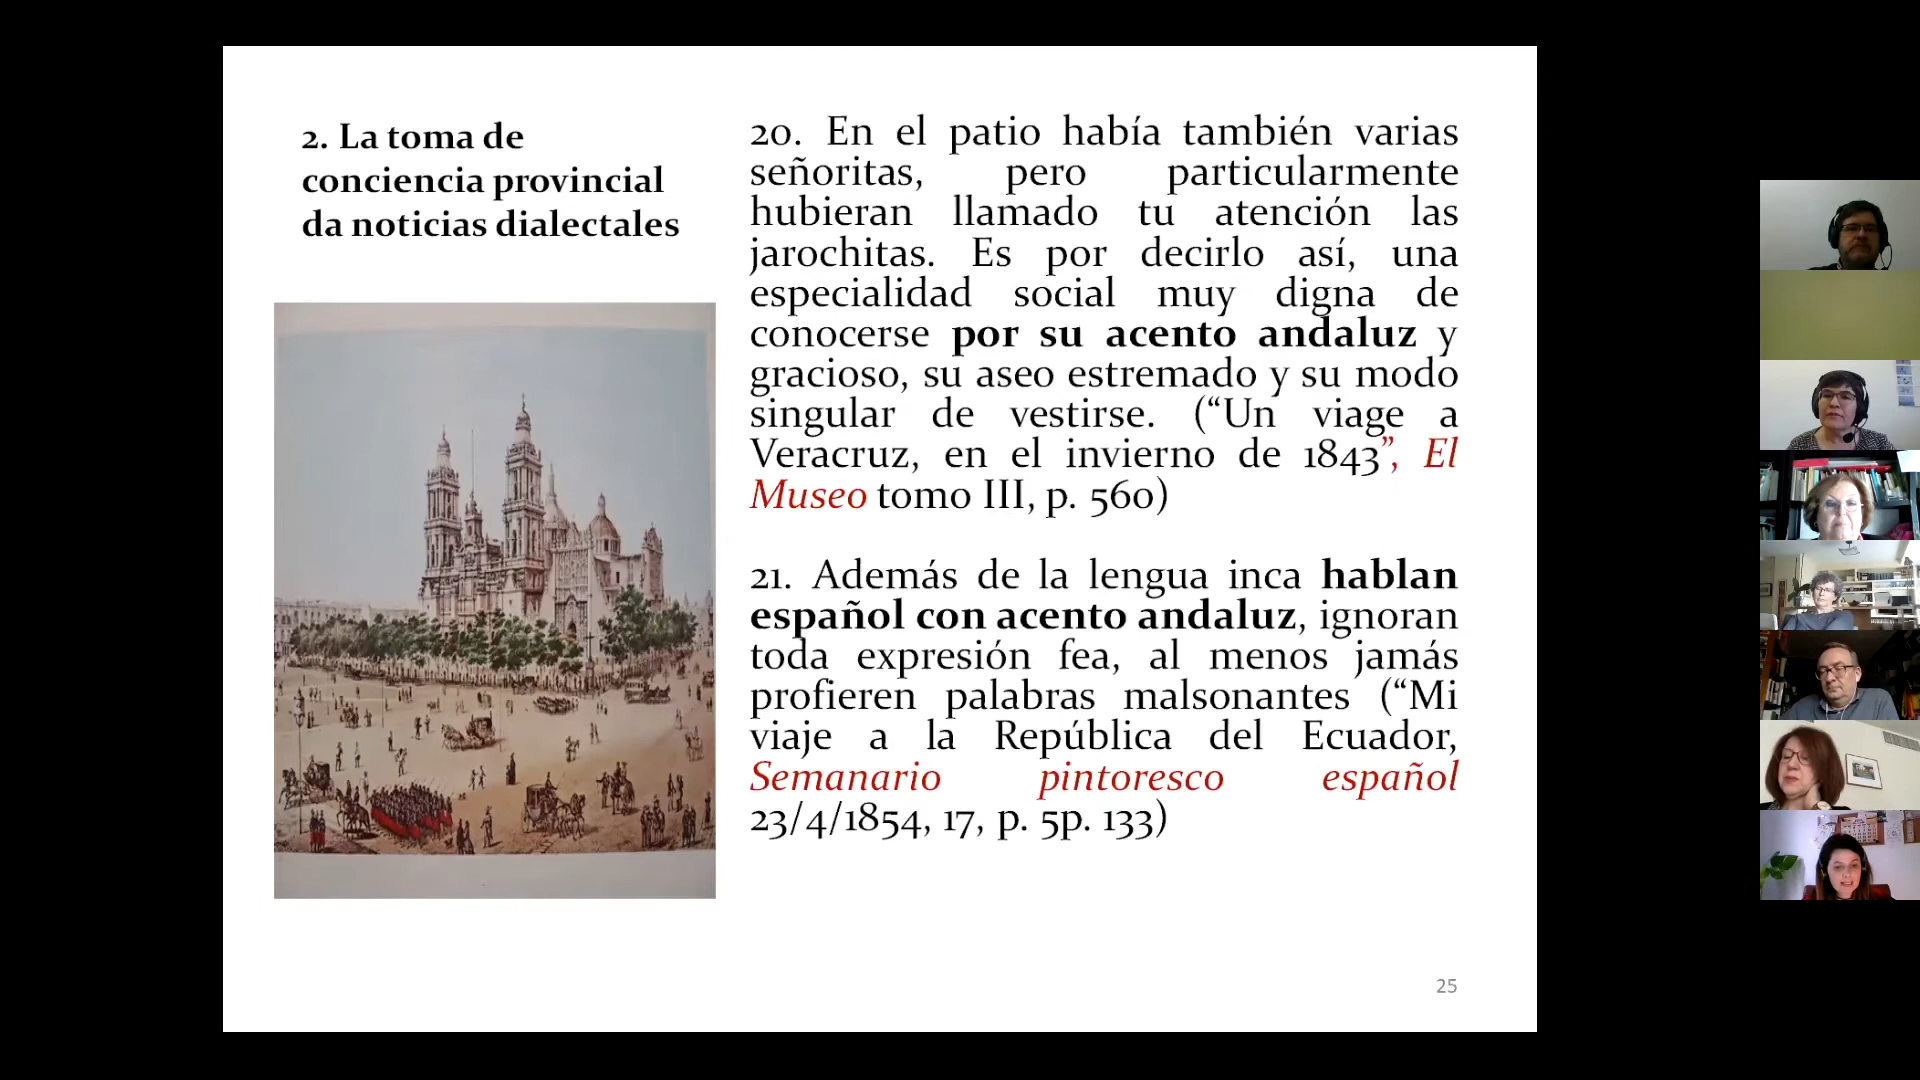 2. La toma de
conciencia provincial
da noticias dialectales
20. En el patio había también varias
señoritas, pero particularmente
hubieran llamado tu atención las
jarochitas. Es por decirlo así, una
especialidad social muy digna de
conocerse por su acento andaluz y
gracioso, su aseo estremado y su modo
singular de vestirse. (“Un viage a
Veracruz, en el invierno de 1843”, El
Museo tomo III, p. 560)
21. Además de la lengua inca hablan
español con acento andaluz, ignoran
toda expresión fea, al menos jamás
profieren palabras malsonantes (“Mi
viaje a la República del Ecuador,
Semanario pintoresco español
23/4/1854, 17, p. 5p. 133)
25